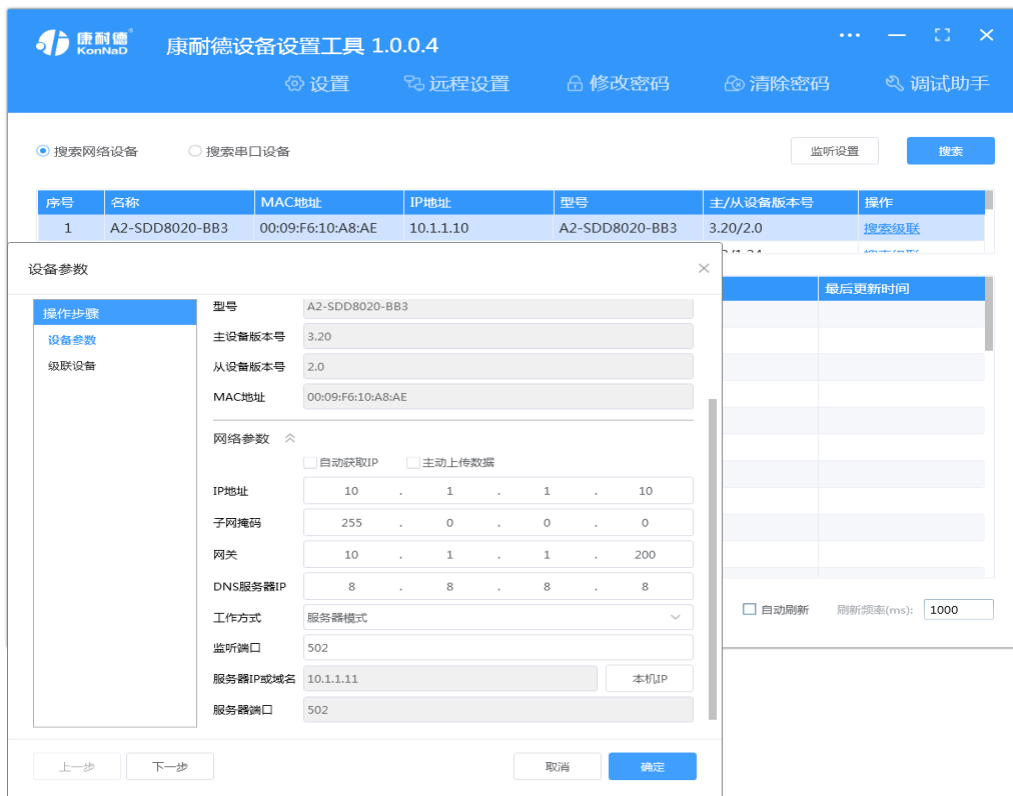 康耐德®
KonNaD
康耐德设备设置工具 1.0.0.4
设置 远程设置 修改密码 清除密码 调试助手
搜索网络设备 搜索串口设备 监听设置 搜索
序号 名称 MAC地址 IP地址 型号 主/从设备版本号 操作
1 A2-SDD8020-BB3 00:09:F6:10:A8:AE 10.1.1.10 A2-SDD8020-BB3 3.20/2.0 搜索级联
设备参数
最后更新时间
操作步骤
设备参数
级联设备
型号 A2-SDD8020-BB3
主设备版本号 3.20
从设备版本号 2.0
MAC地址 00:09:F6:10:A8:AE
网络参数
自动获取IP 主动上传数据
IP地址 10 . 1 . 1 . 10
子网掩码 255 . 0 . 0 . 0
网关 10 . 1 . 1 . 200
DNS服务器IP 8 . 8 . 8 . 8
工作方式 服务器模式
监听端口 502
服务器IP或域名 10.1.1.11 本机IP
服务器端口 502
自动刷新 刷新频率(ms): 1000
上一步 下一步 取消 确定